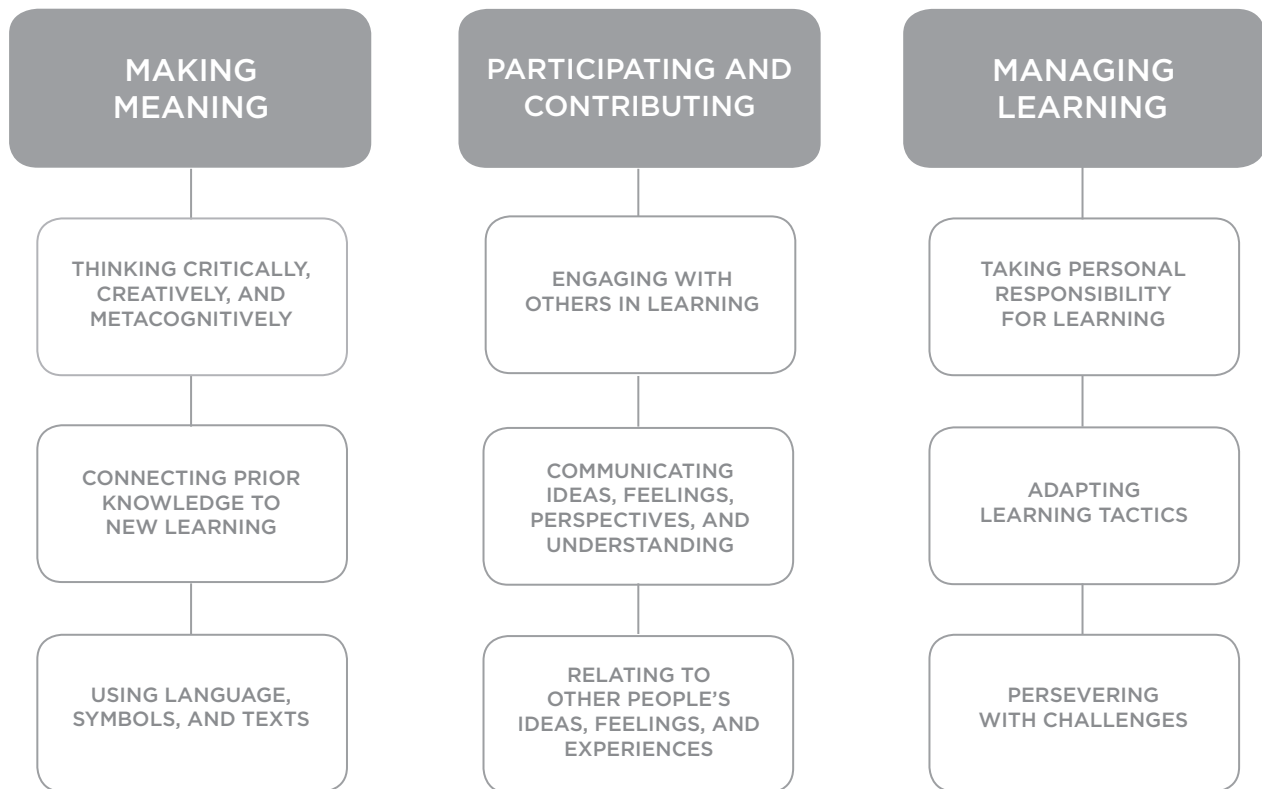 MAKING
MEANING
THINKING CRITICALLY,
CREATIVELY, AND
METACOGNITIVELY
CONNECTING PRIOR
KNOWLEDGE TO
NEW LEARNING
USING LANGUAGE,
SYMBOLS, AND TEXTS
PARTICIPATING AND
CONTRIBUTING
ENGAGING WITH
OTHERS IN LEARNING
COMMUNICATING
IDEAS, FEELINGS,
PERSPECTIVES, AND
UNDERSTANDING
RELATING TO
OTHER PEOPLE’S
IDEAS, FEELINGS, AND
EXPERIENCES
MANAGING
LEARNING
TAKING PERSONAL
RESPONSIBILITY
FOR LEARNING
ADAPTING
LEARNING TACTICS
PERSEVERING
WITH CHALLENGES